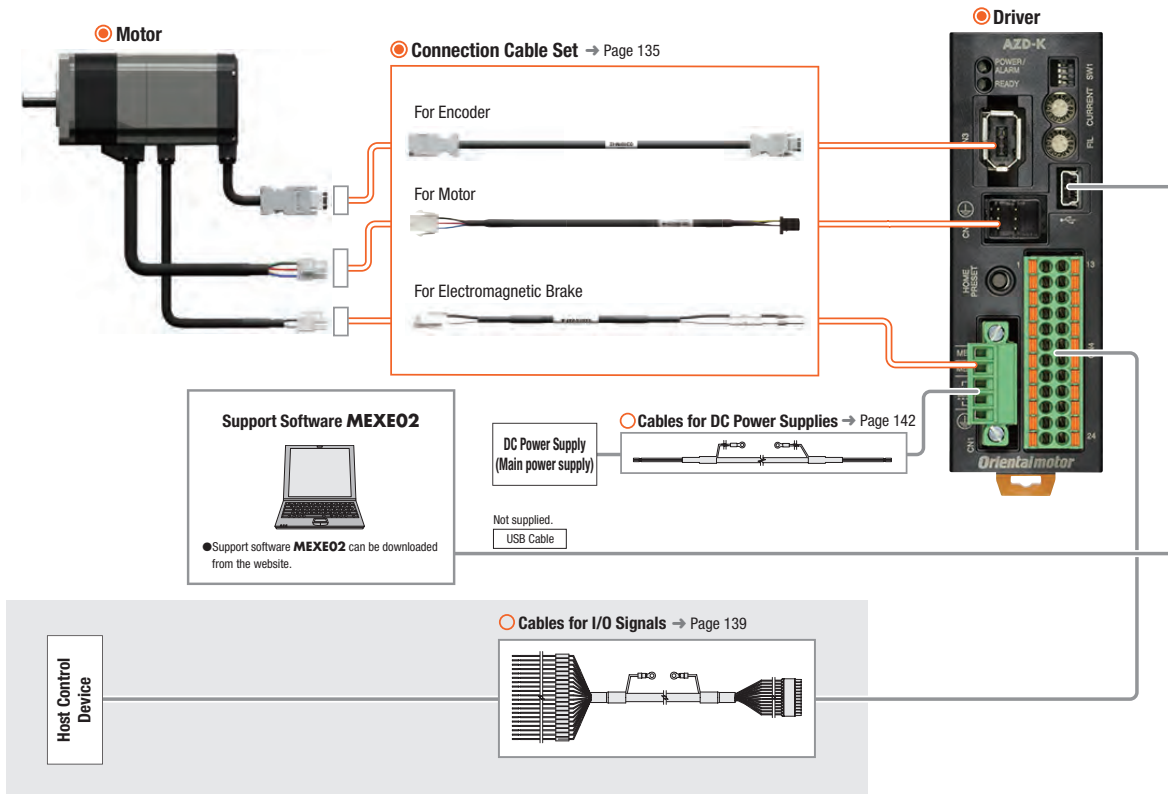 Motor
Driver
Connection Cable Set → Page 135
For Encoder
For Motor
For Electromagnetic Brake
AZD-K
POWER/
ALARM
READY
SW1
CURRENT
FIL
HOME
PRESET
1
13
24
CN1
Orientalmotor
Support Software MEXE02
●Support software MEXE02 can be downloaded
from the website.
DC Power Supply
(Main power supply)
Cables for DC Power Supplies → Page 142
Not supplied.
USB Cable
Cables for I/O Signals → Page 139
Host Control
Device